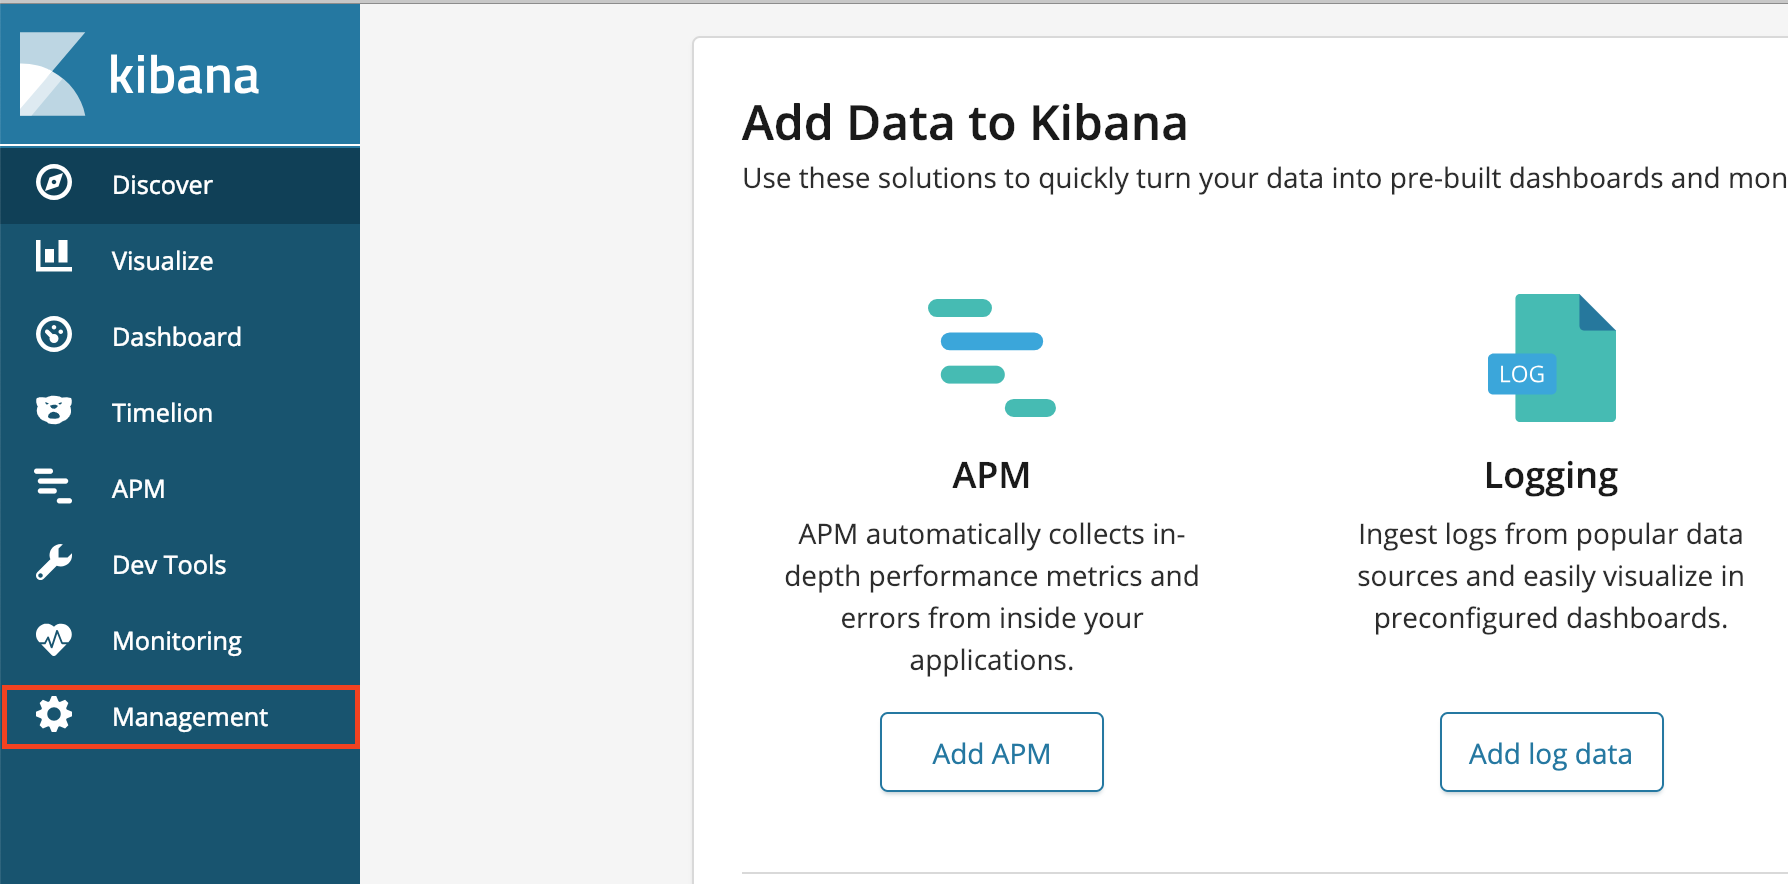 kibana
Discover
Visualize
Dashboard
Timelion
APM
Dev Tools
Monitoring
Management
Add Data to Kibana
Use these solutions to quickly turn your data into pre-built dashboards and mon
APM
APM automatically collects in-
depth performance metrics and
errors from inside your
applications.
Add APM
LOG
Logging
Ingest logs from popular data
sources and easily visualize in
preconfigured dashboards.
Add log data